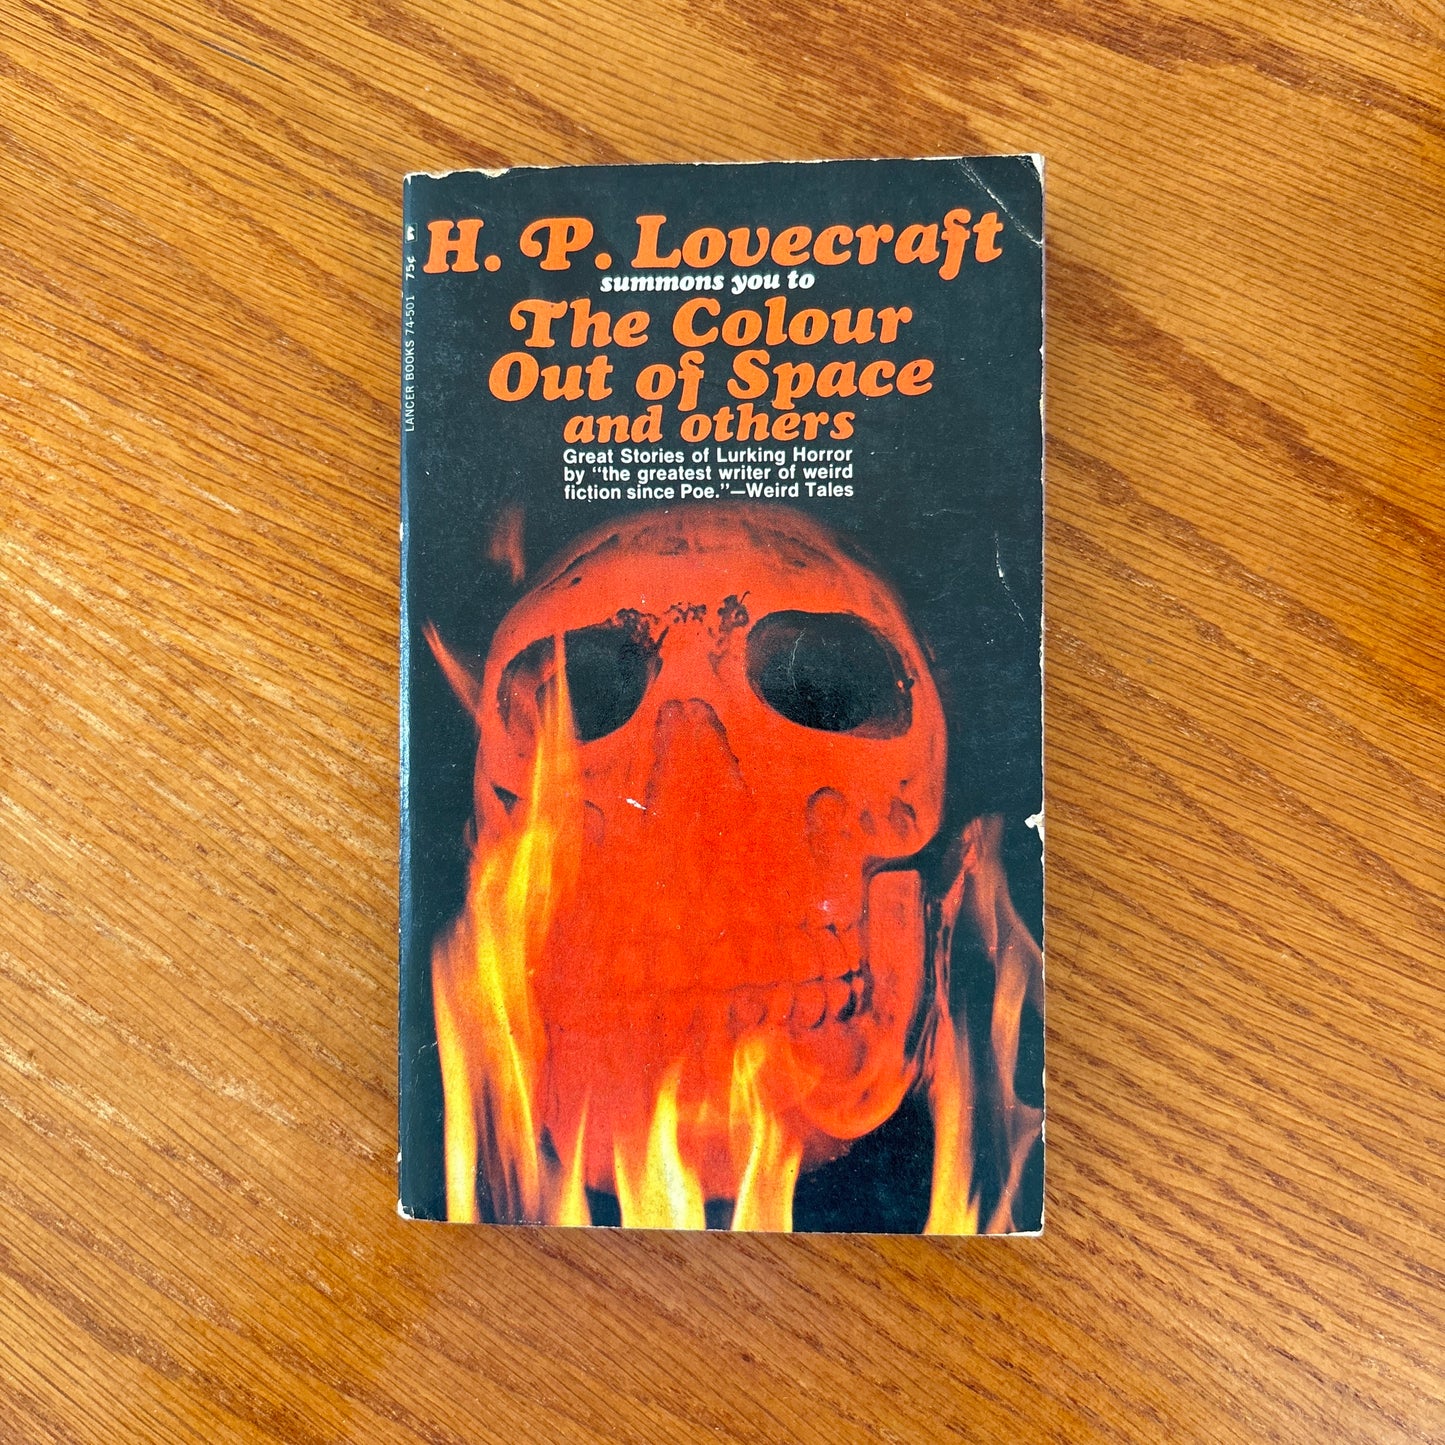 H. P. Lovecraft
summons you to
The Colour
Out of Space
and others
Great Stories of Lurking Horror
by "the greatest writer of weird
fiction since Poe."—Weird Tales
LANCER BOOKS 74-501 75¢